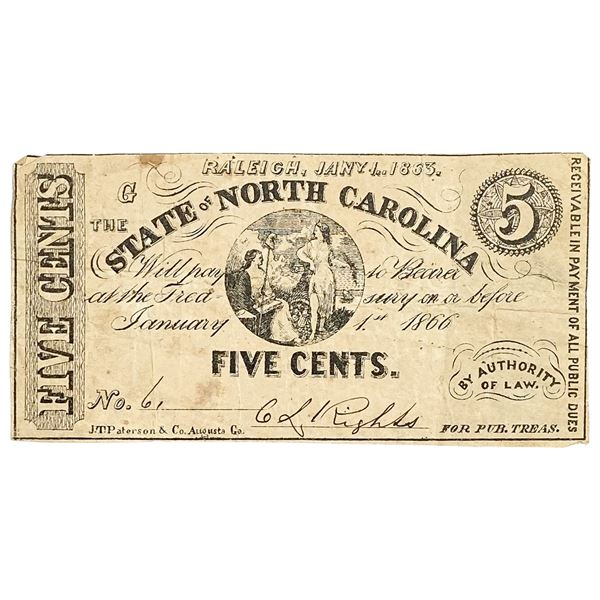 RALEIGH, JANY 1.. 1863.
G
THE
STATE OF NORTH CAROLINA
5
Will pay to Bearer
at the Treasury on or before
January 1st 1866
FIVE CENTS.
BY AUTHORITY
OF LAW.
No. 6.
J.T. Paterson & Co. Augusta Ga.
FOR PUB. TREAS.
FIVE CENTS
RECEIVABLE IN PAYMENT OF ALL PUBLIC DUES